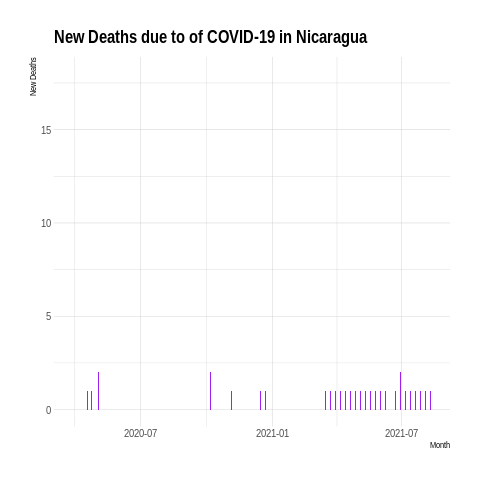 New Deaths due to of COVID-19 in Nicaragua
New Deaths
15
10
5
0
2020-07
2021-01
2021-07
Month